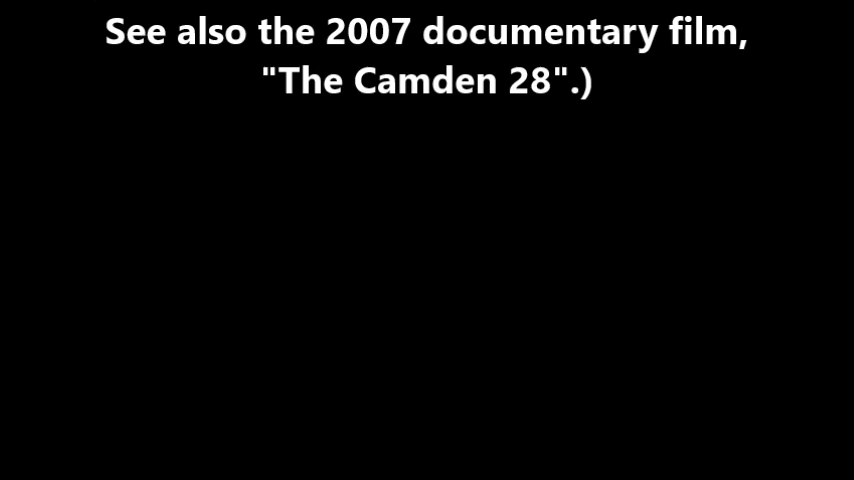 See also the 2007 documentary film,
"The Camden 28".)